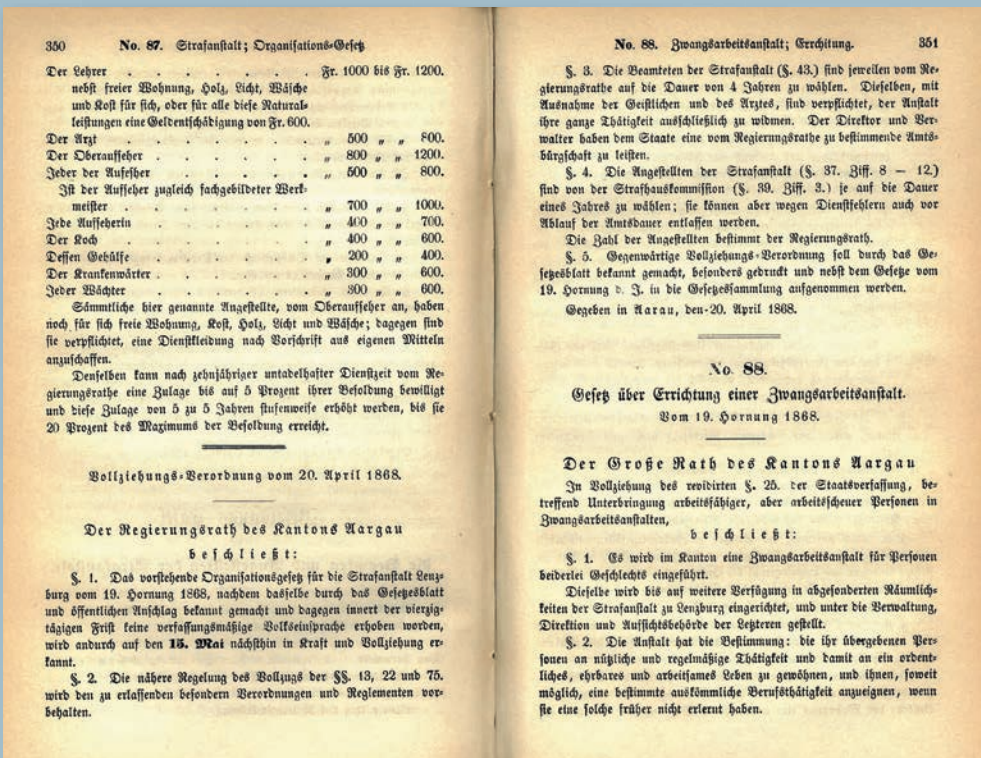 350 No. 87. Strafanstalt; Organisations-Gesetz
Der Lehrer . . . . . . . Fr. 1000 bis Fr. 1200.
nebst freier Wohnung, Holz, Licht, Wäsche
und Kost für sich, oder für alle diese Natural-
leistungen eine Geldentschädigung von Fr. 600.
Der Arzt . . . . . . . „ 500 „ „ 800.
Der Oberaufseher . . . . . . „ 800 „ „ 1200.
Jeder der Aufseher . . . . . . „ 500 „ „ 800.
Ist der Aufseher zugleich fachgebildeter Werk-
meister . . . . . . „ 700 „ „ 1000.
Jede Aufseherin . . . . . . „ 400 „ „ 700.
Der Koch . . . . . . . „ 400 „ „ 600.
Dessen Gehülfe . . . . . . „ 200 „ „ 400.
Der Krankenwärter . . . . . . „ 300 „ „ 600.
Jeder Wächter . . . . . . „ 300 „ „ 600.
Sämmtliche hier genannte Angestellte, vom Oberaufseher an, haben
noch für sich freie Wohnung, Kost, Holz, Licht und Wäsche; dagegen sind
sie verpflichtet, eine Dienstkleidung nach Vorschrift aus eigenen Mitteln
anzuschaffen.
Denselben kann nach zehnjähriger untadelhafter Dienstzeit vom Re-
gierungsrathe eine Zulage bis auf 5 Prozent ihrer Besoldung bewilligt
und diese Zulage von 5 zu 5 Jahren stufenweise erhöht werden, bis sie
20 Prozent des Maximums der Besoldung erreicht.
Vollziehungs-Verordnung vom 20. April 1868.
Der Regierungsrath des Kantons Aargau
beschließt:
§. 1. Das vorstehende Organisationsgesetz für die Strafanstalt Lenz-
burg vom 19. Hornung 1868, nachdem dasselbe durch das Gesetzesblatt
und öffentlichen Anschlag bekannt gemacht und dagegen innert der vierzig-
tägigen Frist keine verfassungsmäßige Volkseinsprache erhoben worden,
wird andurch auf den 15. Mai nächsthin in Kraft und Vollziehung er-
kannt.
§. 2. Die nähere Regelung des Vollzugs der §§. 13, 22 und 75.
wird den zu erlassenden besondern Verordnungen und Reglementen vor-
behalten.
No. 88. Zwangsarbeitsanstalt; Errchitung. 351
§. 3. Die Beamteten der Strafanstalt (§. 43.) sind jeweilen vom Re-
gierungsrathe auf die Dauer von 4 Jahren zu wählen. Dieselben, mit
Ausnahme der Geistlichen und des Arztes, sind verpflichtet, der Anstalt
ihre ganze Thätigkeit ausschließlich zu widmen. Der Direktor und Ver-
walter haben dem Staate eine vom Regierungsrathe zu bestimmende Amts-
bürgschaft zu leisten.
§. 4. Die Angestellten der Strafanstalt (§. 37. Ziff. 8 — 12.)
sind von der Strafhauskommission (§. 39. Ziff. 3.) je auf die Dauer
eines Jahres zu wählen; sie können aber wegen Dienstfehlern auch vor
Ablauf der Amtsdauer entlassen werden.
Die Zahl der Angestellten bestimmt der Regierungsrath.
§. 5. Gegenwärtige Vollziehungs-Verordnung soll durch das Ge-
setzesblatt bekannt gemacht, besonders gedruckt und nebst dem Gesetze vom
19. Hornung d. J. in die Gesetzessammlung aufgenommen werden.
Gegeben in Aarau, den 20. April 1868.
No. 88.
Gesetz über Errichtung einer Zwangsarbeitsanstalt.
Vom 19. Hornung 1868.
Der Große Rath des Kantons Aargau
In Vollziehung des revidirten §. 25. der Staatsverfassung, be-
treffend Unterbringung arbeitsfähiger, aber arbeitsscheuer Personen in
Zwangsarbeitsanstalten,
beschließt:
§. 1. Es wird im Kanton eine Zwangsarbeitsanstalt für Personen
beiderlei Geschlechts eingeführt.
Dieselbe wird bis auf weitere Verfügung in abgesonderten Räumlich-
keiten der Strafanstalt zu Lenzburg eingerichtet, und unter die Verwaltung,
Direktion und Aufsichtsbehörde der Letzteren gestellt.
§. 2. Die Anstalt hat die Bestimmung: die ihr übergebenen Per-
sonen an nützliche und regelmäßige Thätigkeit und damit an ein ordent-
liches, ehrbares und arbeitsames Leben zu gewöhnen, und ihnen, soweit
möglich, eine bestimmte auskömmliche Berufsthätigkeit anzueignen, wenn
sie eine solche früher nicht erlernt haben.